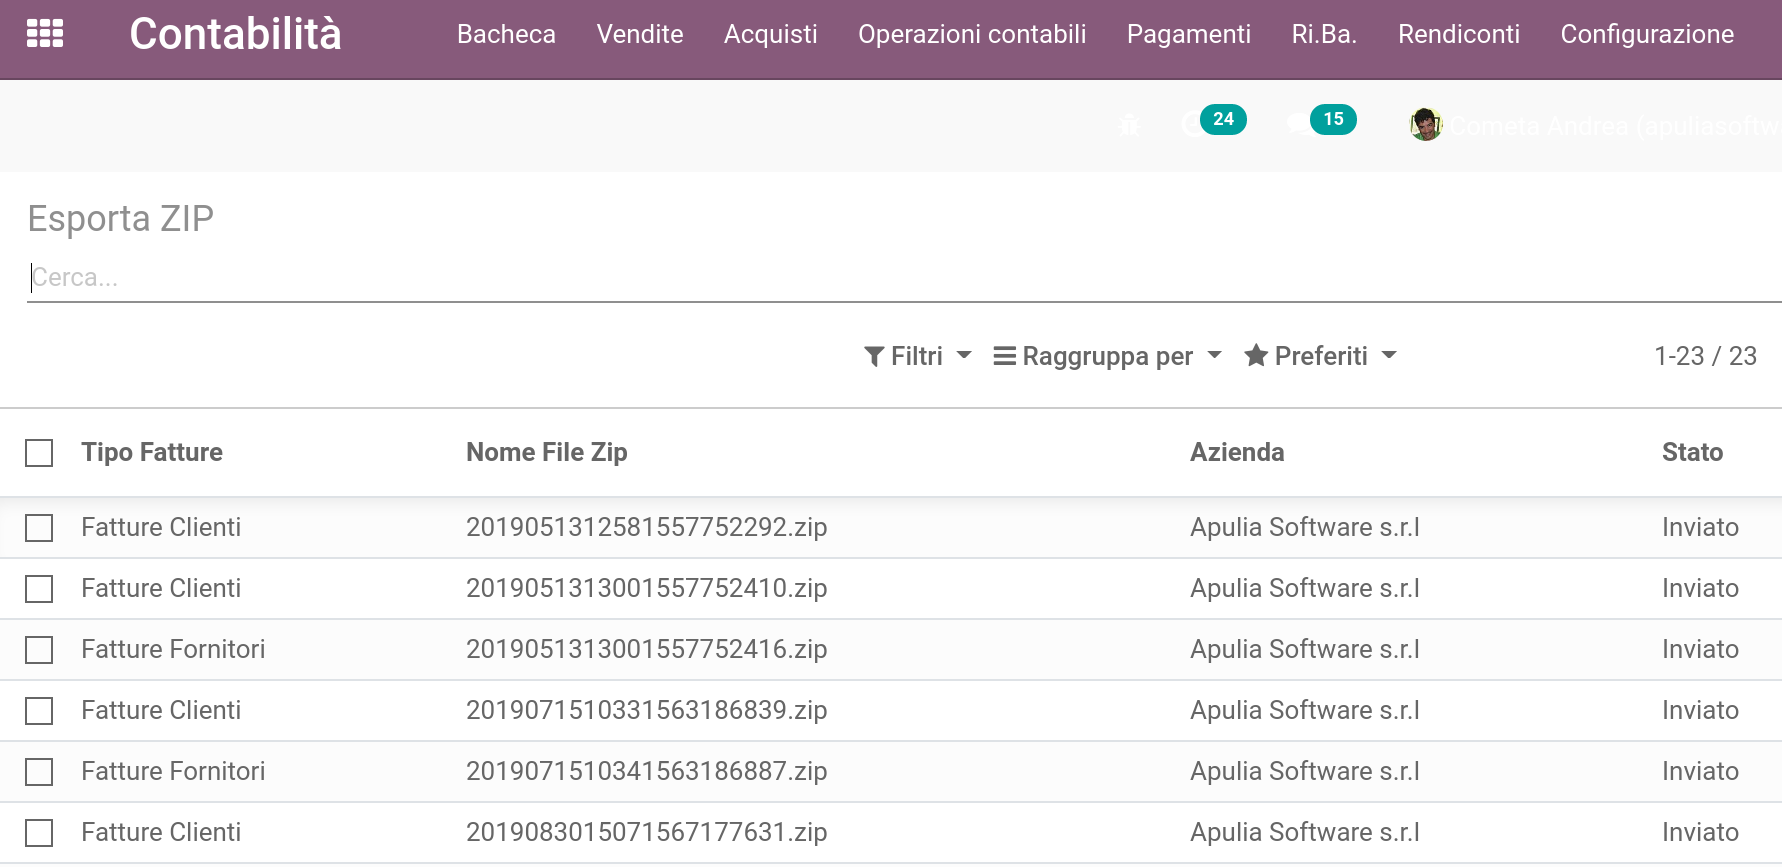 Contabilità Bacheca Vendite Acquisti Operazioni contabili Pagamenti Ri.Ba. Rendiconti Configurazione
24 15 Cometa Andrea (apuliasoftw
Esporta ZIP
Cerca...
Filtri Raggruppa per Preferiti 1-23 / 23
Tipo Fatture Nome File Zip Azienda Stato
Fatture Clienti 2019051312581557752292.zip Apulia Software s.r.l Inviato
Fatture Clienti 2019051313001557752410.zip Apulia Software s.r.l Inviato
Fatture Fornitori 2019051313001557752416.zip Apulia Software s.r.l Inviato
Fatture Clienti 2019071510331563186839.zip Apulia Software s.r.l Inviato
Fatture Fornitori 2019071510341563186887.zip Apulia Software s.r.l Inviato
Fatture Clienti 2019083015071567177631.zip Apulia Software s.r.l Inviato